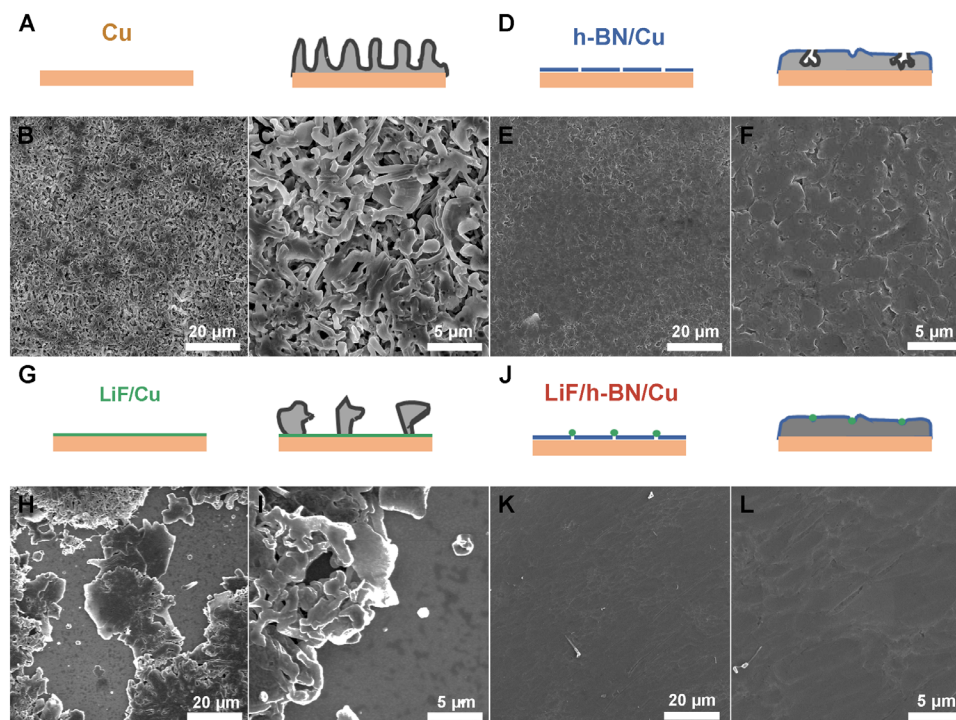 A
Cu
D
h-BN/Cu
B
20 µm
C
5 µm
E
20 µm
F
5 µm
G
LiF/Cu
J
LiF/h-BN/Cu
H
20 µm
I
5 µm
K
20 µm
L
5 µm